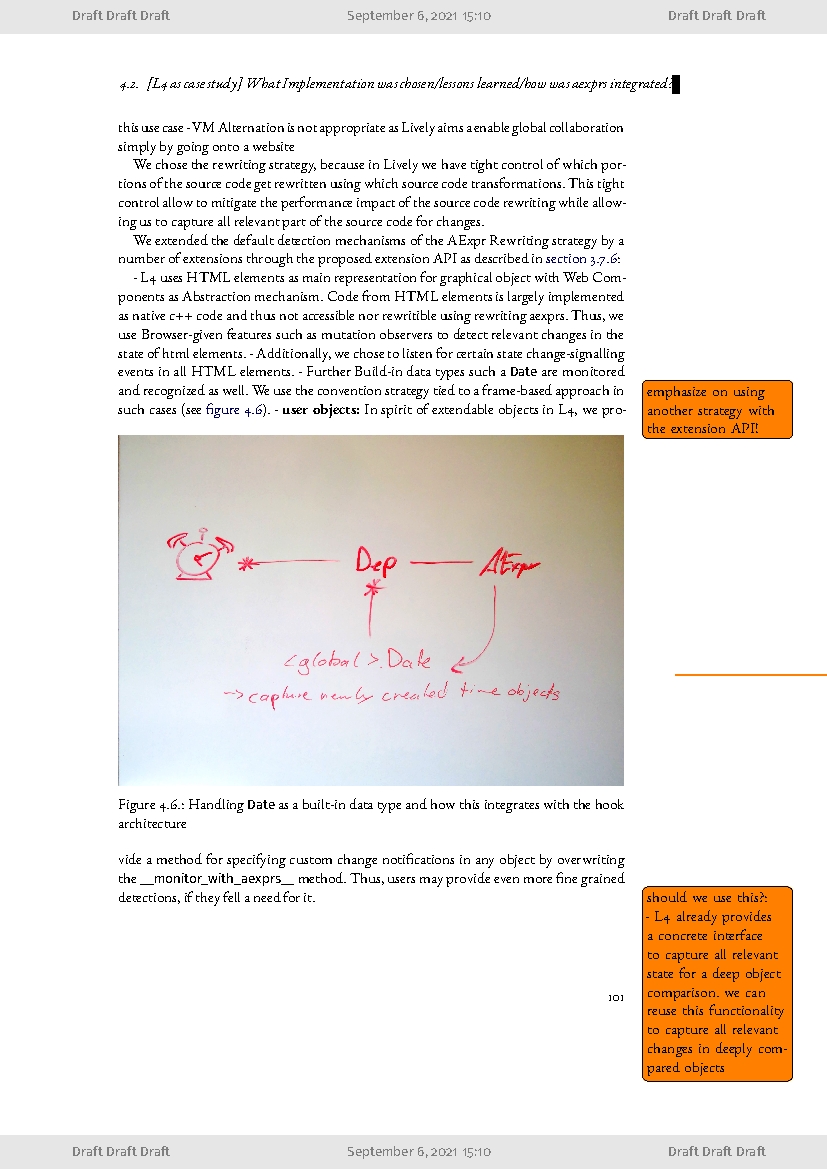 Draft Draft Draft September 6, 2021 15:10 Draft Draft Draft
4.2. [L4 as case study] What Implementation was chosen/lessons learned/how was aexprs integrated?
this use case - VM Alternation is not appropriate as Lively aims a enable global collaboration
simply by going onto a website
We chose the rewriting strategy, because in Lively we have tight control of which por-
tions of the source code get rewritten using which source code transformations. This tight
control allow to mitigate the performance impact of the source code rewriting while allow-
ing us to capture all relevant part of the source code for changes.
We extended the default detection mechanisms of the AExpr Rewriting strategy by a
number of extensions through the proposed extension API as described in section 3.7.6:
- L4 uses HTML elements as main representation for graphical object with Web Com-
ponents as Abstraction mechanism. Code from HTML elements is largely implemented
as native c++ code and thus not accessible nor rewritible using rewriting aexprs. Thus, we
use Browser-given features such as mutation observers to detect relevant changes in the
state of html elements. - Additionally, we chose to listen for certain state change-signalling
events in all HTML elements. - Further Build-in data types such a Date are monitored
and recognized as well. We use the convention strategy tied to a frame-based approach in
such cases (see figure 4.6). - user objects: In spirit of extendable objects in L4, we pro-
emphasize on using
another strategy with
the extension API!
* Dep AExpr
*
<global>.Date
-> capture newly created time objects
Figure 4.6.: Handling Date as a built-in data type and how this integrates with the hook
architecture
vide a method for specifying custom change notifications in any object by overwriting
the __monitor_with_aexprs__ method. Thus, users may provide even more fine grained
detections, if they fell a need for it.
should we use this?:
- L4 already provides
a concrete interface
to capture all relevant
state for a deep object
comparison. we can
reuse this functionality
to capture all relevant
changes in deeply com-
pared objects
101
Draft Draft Draft September 6, 2021 15:10 Draft Draft Draft